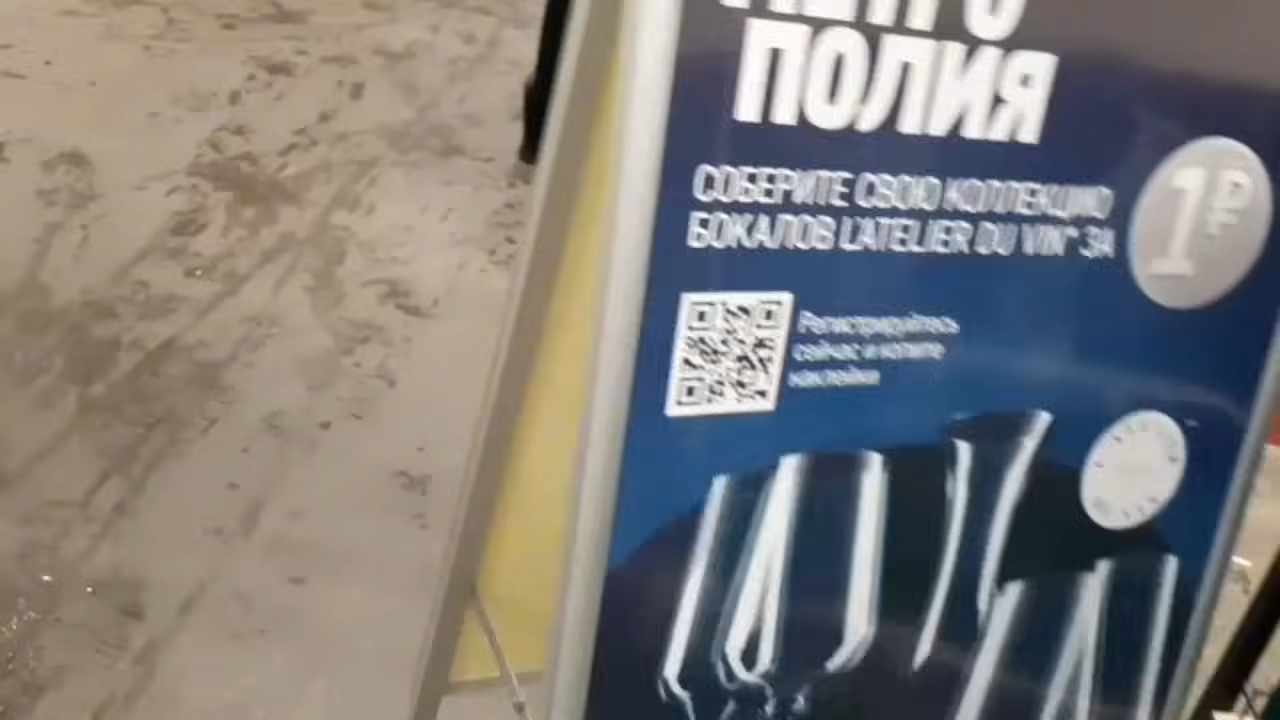 ПОЛИЯ
СОБЕРИТЕ СВОЮ КОЛЛЕКЦИЮ
БОКАЛОВ L'ATELIER DU VIN* ЗА
1₽
Регистрируйтесь
сейчас и копите
наклейки